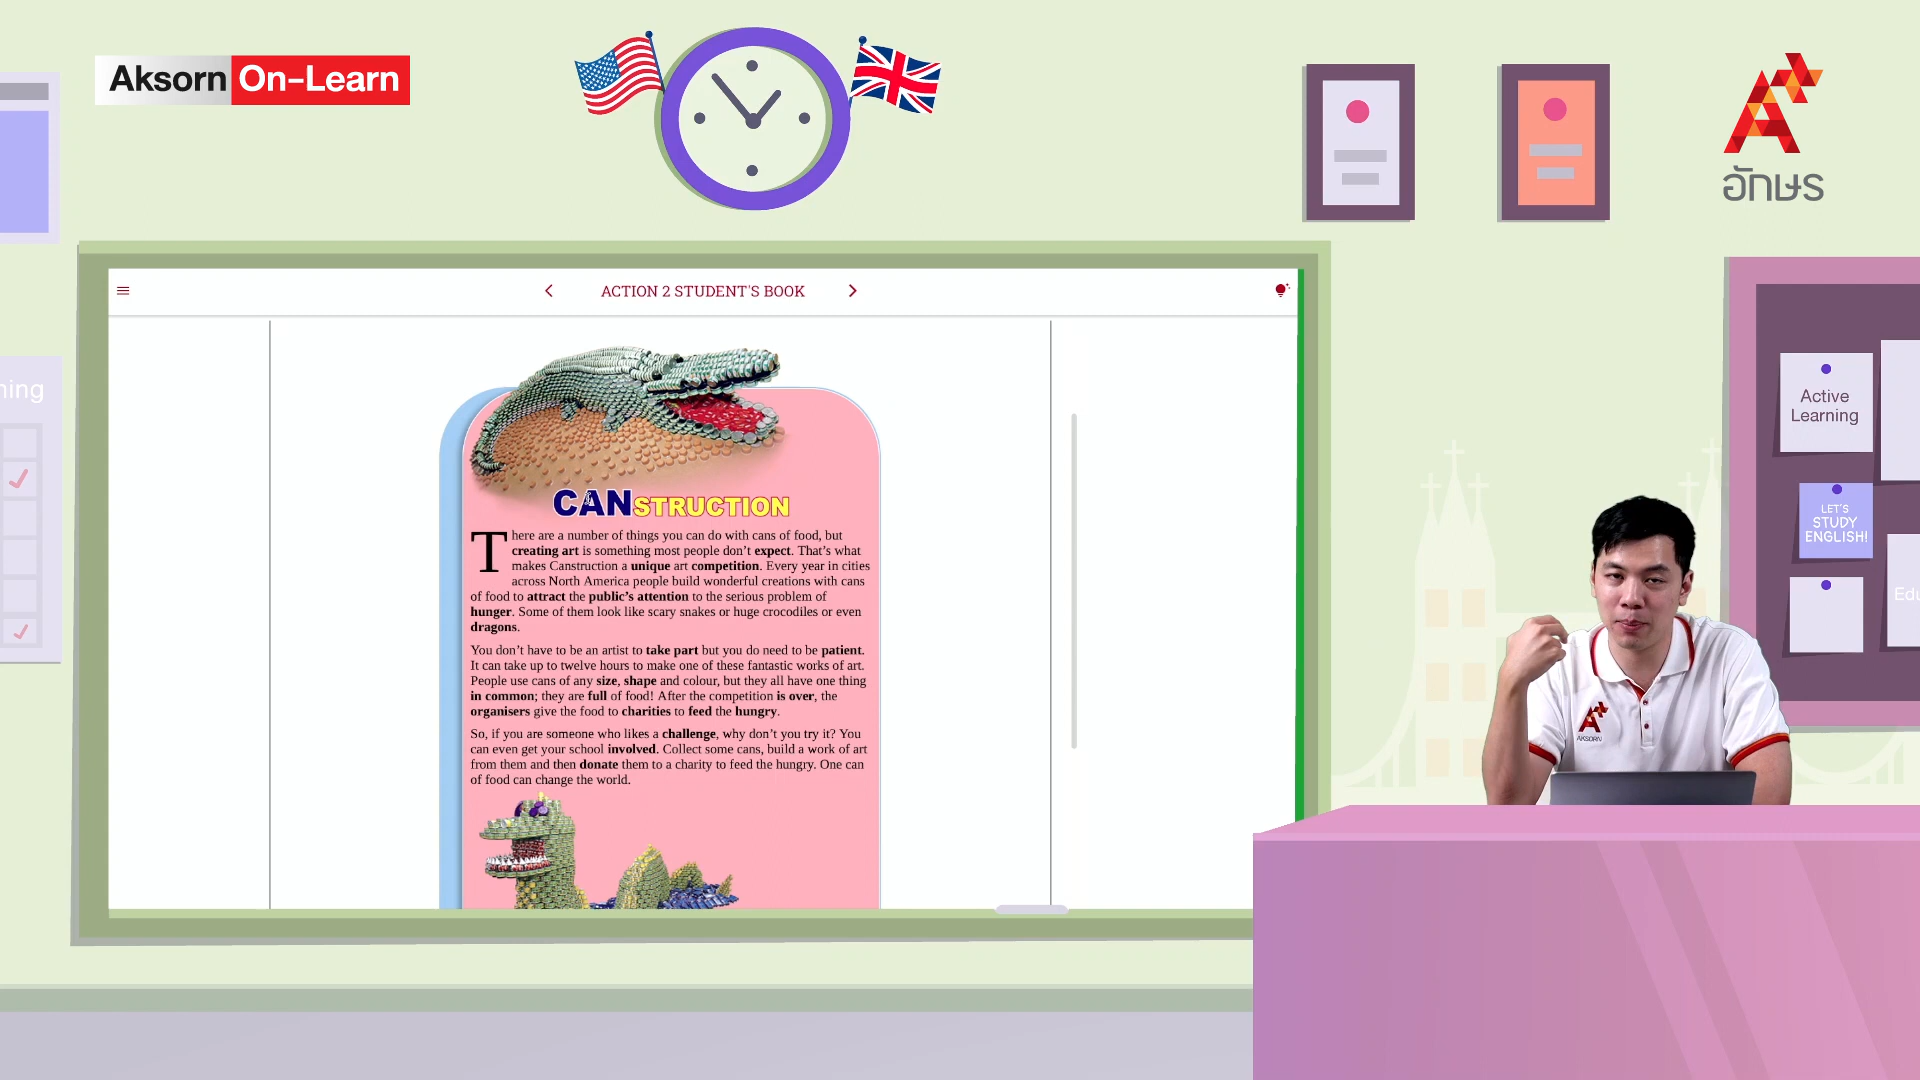 Aksorn On-Learn
อักษร
ning
ACTION 2 STUDENT'S BOOK
CANSTRUCTION
There are a number of things you can do with cans of food, but
creating art is something most people don't expect. That's what
makes Canstruction a unique art competition. Every year in cities
across North America people build wonderful creations with cans
of food to attract the public's attention to the serious problem of
hunger. Some of them look like scary snakes or huge crocodiles or even
dragons.
You don't have to be an artist to take part but you do need to be patient.
It can take up to twelve hours to make one of these fantastic works of art.
People use cans of any size, shape and colour, but they all have one thing
in common; they are full of food! After the competition is over, the
organisers give the food to charities to feed the hungry.
So, if you are someone who likes a challenge, why don't you try it? You
can even get your school involved. Collect some cans, build a work of art
from them and then donate them to a charity to feed the hungry. One can
of food can change the world.
Active
Learning
LET'S
STUDY
ENGLISH!
Edu
AKSORN